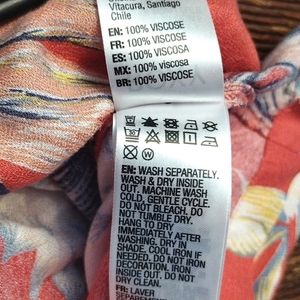 Vitacura, Santiago
Chile
EN: 100% VISCOSE
FR: 100% VISCOSE
ES: 100% VISCOSA
MX: 100% viscosa
BR: 100% VISCOSE
W
EN: WASH SEPARATELY.
WASH & DRY INSIDE
OUT. MACHINE WASH
COLD, GENTLE CYCLE.
DO NOT BLEACH. DO
NOT TUMBLE DRY.
HANG TO DRY
IMMEDIATELY AFTER
WASHING. DRY IN
SHADE. COOL IRON IF
NEEDED. DO NOT IRON
DECORATION. IRON
INSIDE OUT. DO NOT
FR: LAVER